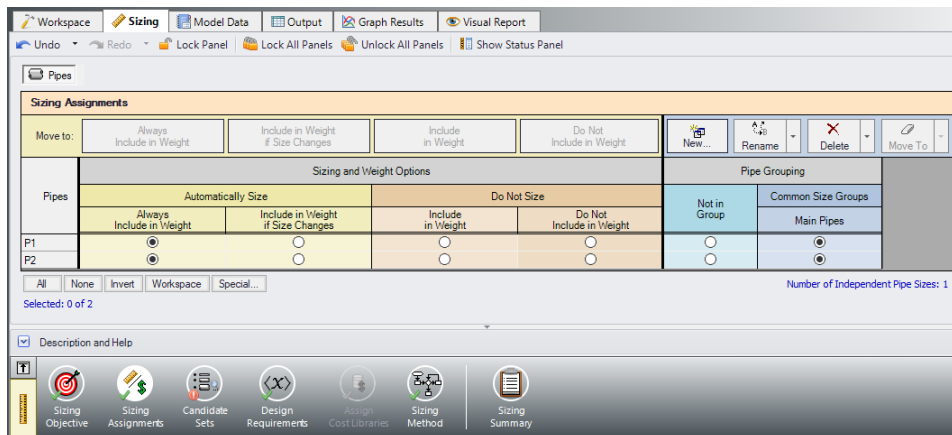 Workspace Sizing Model Data Output Graph Results Visual Report
Undo Redo Lock Panel Lock All Panels Unlock All Panels Show Status Panel
Pipes
Sizing Assignments
Move to:
Always
Include in Weight
Include in Weight
if Size Changes
Include
in Weight
Do Not
Include in Weight
New...
Rename
Delete
Move To
Pipes
Sizing and Weight Options
Pipe Grouping
Automatically Size
Do Not Size
Not in
Group
Common Size Groups
Always
Include in Weight
Include in Weight
if Size Changes
Include
in Weight
Do Not
Include in Weight
Main Pipes
P1
P2
All None Invert Workspace Special...
Number of Independent Pipe Sizes: 1
Selected: 0 of 2
Description and Help
Sizing
Objective
Sizing
Assignments
Candidate
Sets
Design
Requirements
Assign
Cost Libraries
Sizing
Method
Sizing
Summary